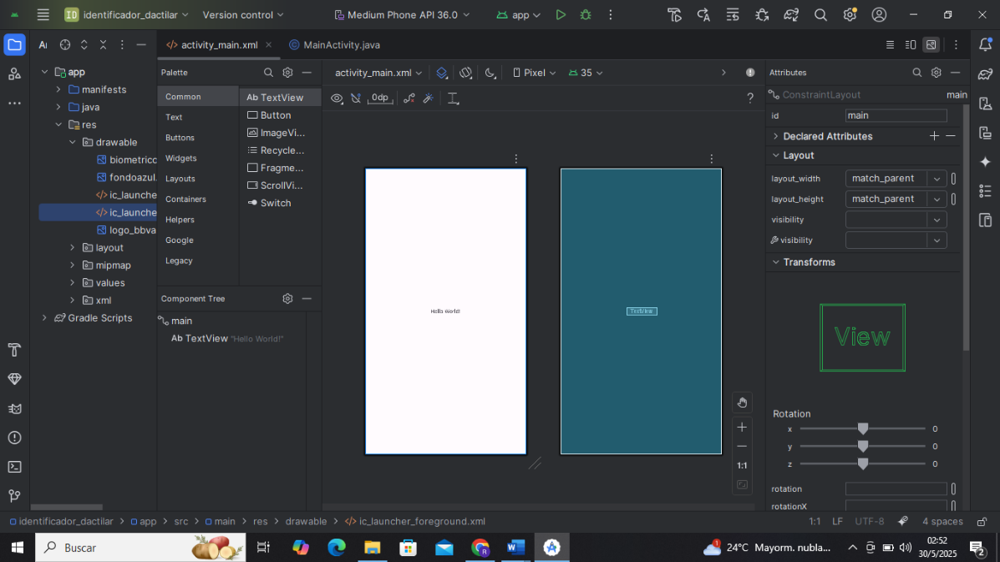 ID identificador_dactilar
Version control
Medium Phone API 36.0
app
activity_main.xml
MainActivity.java
app
manifests
java
res
drawable
biometrico
fondoazul.
ic_launche
ic_launche
logo_bbva
layout
mipmap
values
xml
Gradle Scripts
Palette
Common
Text
Buttons
Widgets
Layouts
Containers
Helpers
Google
Legacy
Ab TextView
Button
ImageVi...
Recycle...
Fragme...
ScrollVi...
Switch
Component Tree
main
Ab TextView "Hello World!"
activity_main.xml
Pixel
35
0dp
?
Hello World!
TextView
1:1
Attributes
ConstraintLayout
main
id
main
Declared Attributes
Layout
layout_width match_parent
layout_height match_parent
visibility
visibility
Transforms
View
Rotation
x 0
y 0
z 0
rotation
rotationX
identificador_dactilar > app > src > main > res > drawable > ic_launcher_foreground.xml
1:1 LF UTF-8 4 spaces
Buscar
1
24°C Mayorm. nubla...
02:52
30/5/2025
2